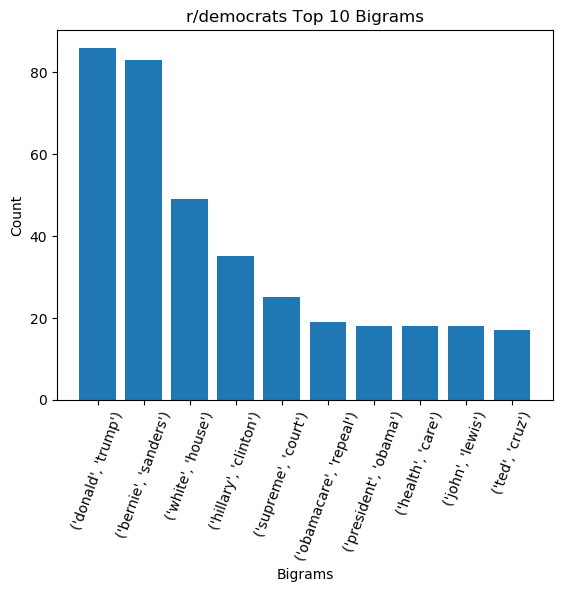 r/democrats Top 10 Bigrams
Count
80
60
40
20
0
('donald', 'trump')
('bernie', 'sanders')
('white', 'house')
('hillary', 'clinton')
('supreme', 'court')
('obamacare', 'repeal')
('president', 'obama')
('health', 'care')
('john', 'lewis')
('ted', 'cruz')
Bigrams